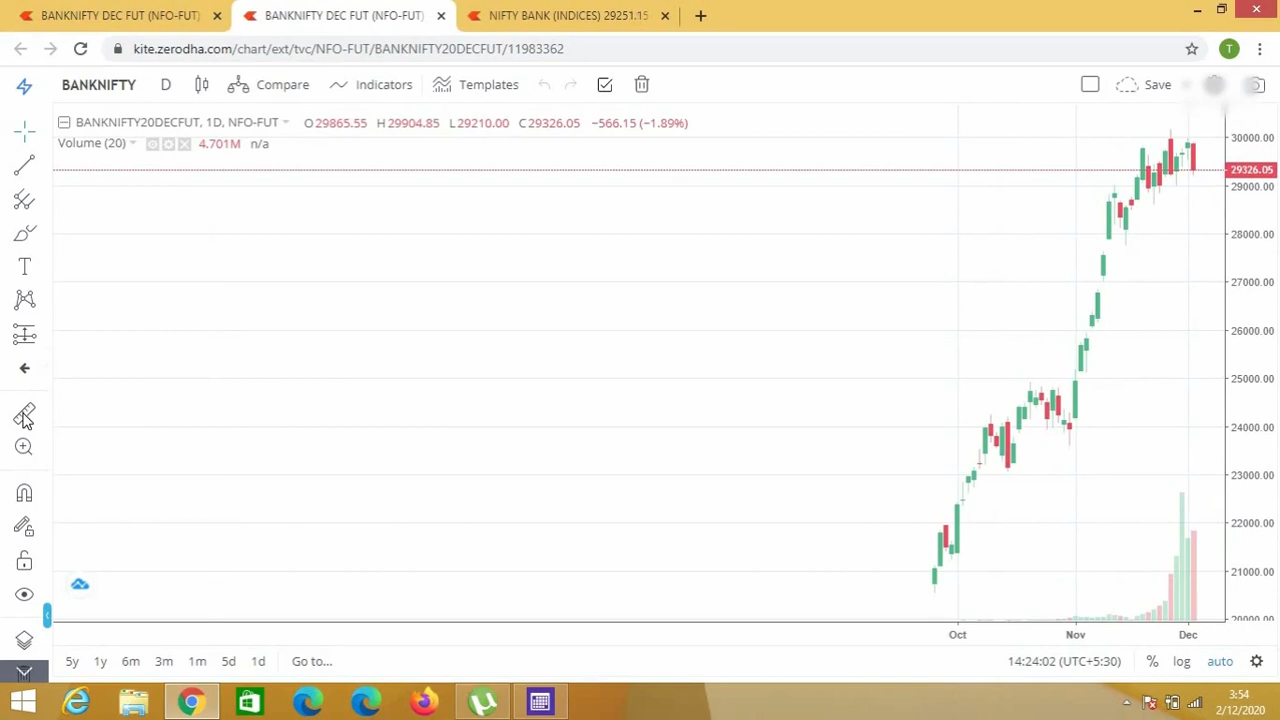 BANKNIFTY DEC FUT (NFO-FUT)
BANKNIFTY DEC FUT (NFO-FUT)
NIFTY BANK (INDICES) 29251.15
kite.zerodha.com/chart/ext/tvc/NFO-FUT/BANKNIFTY20DECFUT/11983362
T
BANKNIFTY D Compare Indicators Templates Save
BANKNIFTY20DECFUT, 1D, NFO-FUT O29865.55 H29904.85 L29210.00 C29326.05 −566.15 (−1.89%)
Volume (20) 4.701M n/a
30000.00
29326.05
29000.00
28000.00
27000.00
26000.00
25000.00
24000.00
23000.00
22000.00
21000.00
20000.00
Oct Nov Dec
5y 1y 6m 3m 1m 5d 1d Go to... 14:24:02 (UTC+5:30) % log auto
3:54
2/12/2020